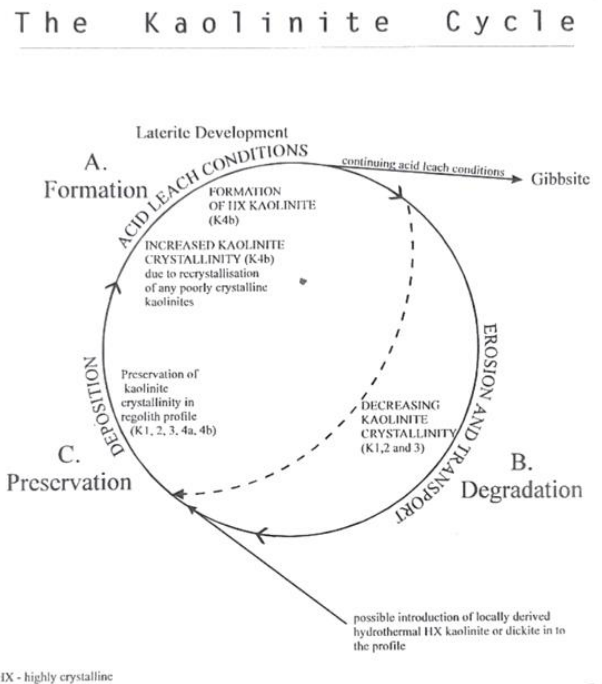 The Kaolinite Cycle
Laterite Development
A.
Formation
ACID LEACH CONDITIONS
continuing acid leach conditions
Gibbsite
FORMATION
OF HX KAOLINITE
(K4b)
INCREASED KAOLINITE
CRYSTALLINITY (K4b)
due to recrystallisation
of any poorly crystalline
kaolinites
EROSION AND TRANSPORT
Preservation of
kaolinite
crystallinity in
regolith profile
(K1, 2, 3, 4a, 4b)
DEPOSITION
DECREASING
KAOLINITE
CRYSTALLINITY
(K1,2 and 3)
C.
Preservation
B.
Degradation
possible introduction of locally derived
hydrothermal HX kaolinite or dickite in to
the profile
HX - highly crystalline